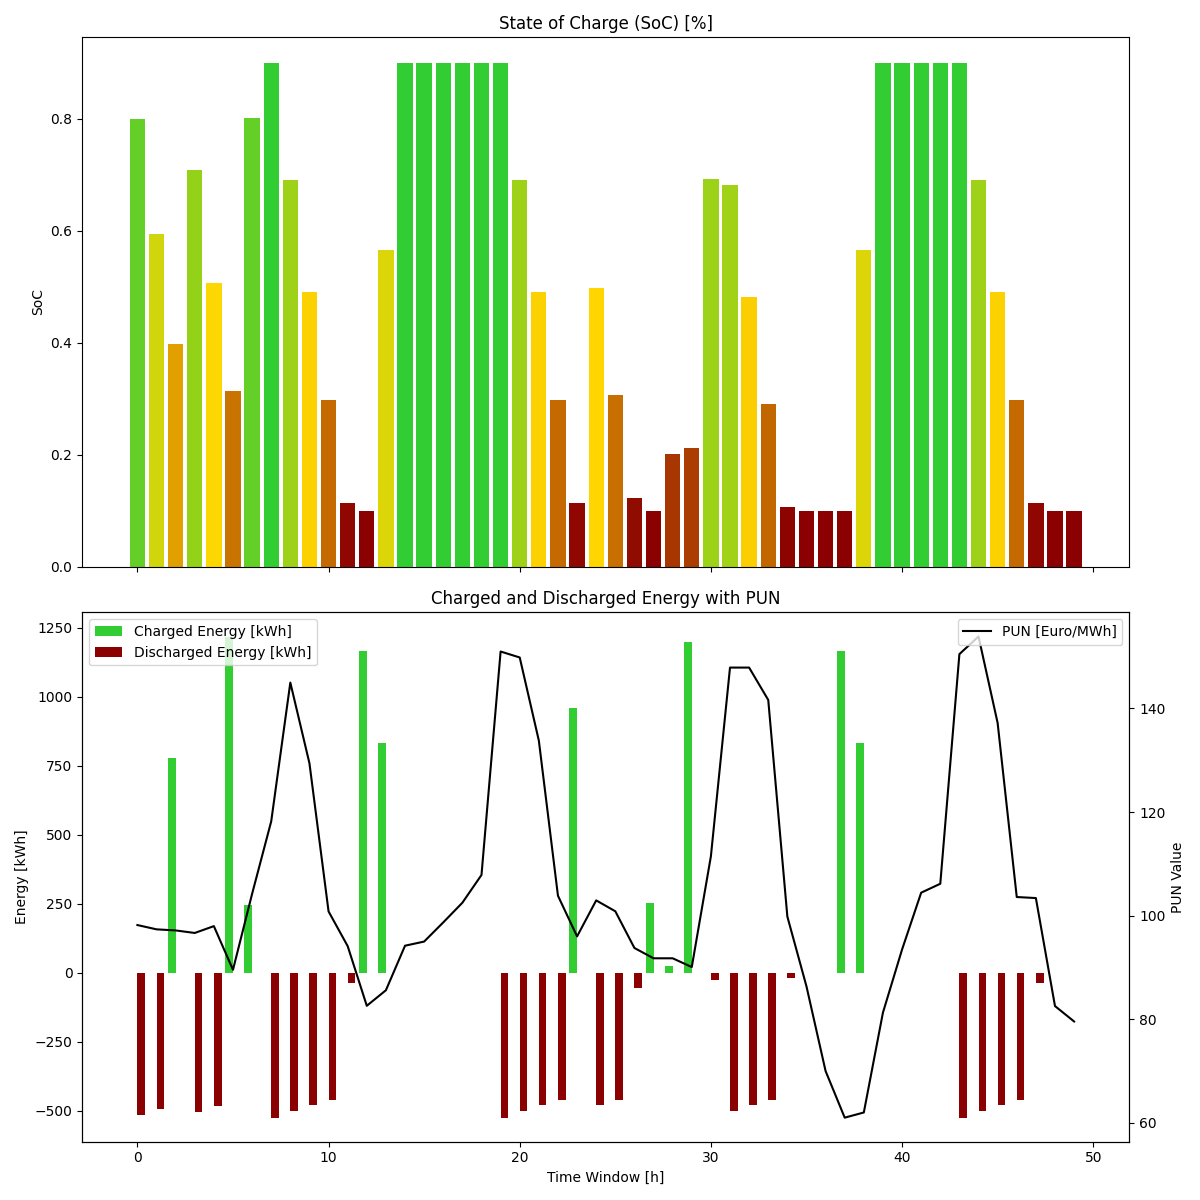 State of Charge (SoC) [%]
0.8
0.6
0.4
0.2
0.0
SoC
Charged and Discharged Energy with PUN
Charged Energy [kWh]
Discharged Energy [kWh]
PUN [Euro/MWh]
1250
1000
750
500
250
0
−250
−500
Energy [kWh]
140
120
100
80
60
PUN Value
0 10 20 30 40 50
Time Window [h]